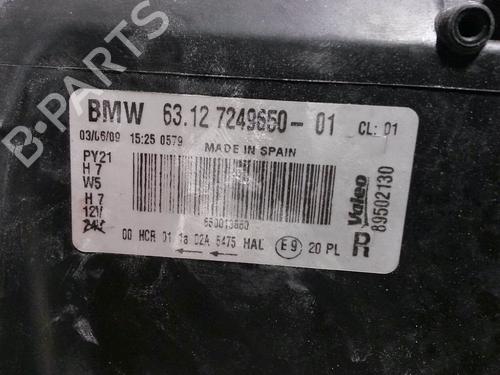 B-PARTS
BMW 63.12 7249650-01 CL: 01
03/06/09 15:25 0579
MADE IN SPAIN
PY21
H 7
W5
H 7
12V
24V
650013660
00 HCR 01 1a 02A 6475 HAL E9 20 PL
Valeo
89502130
R